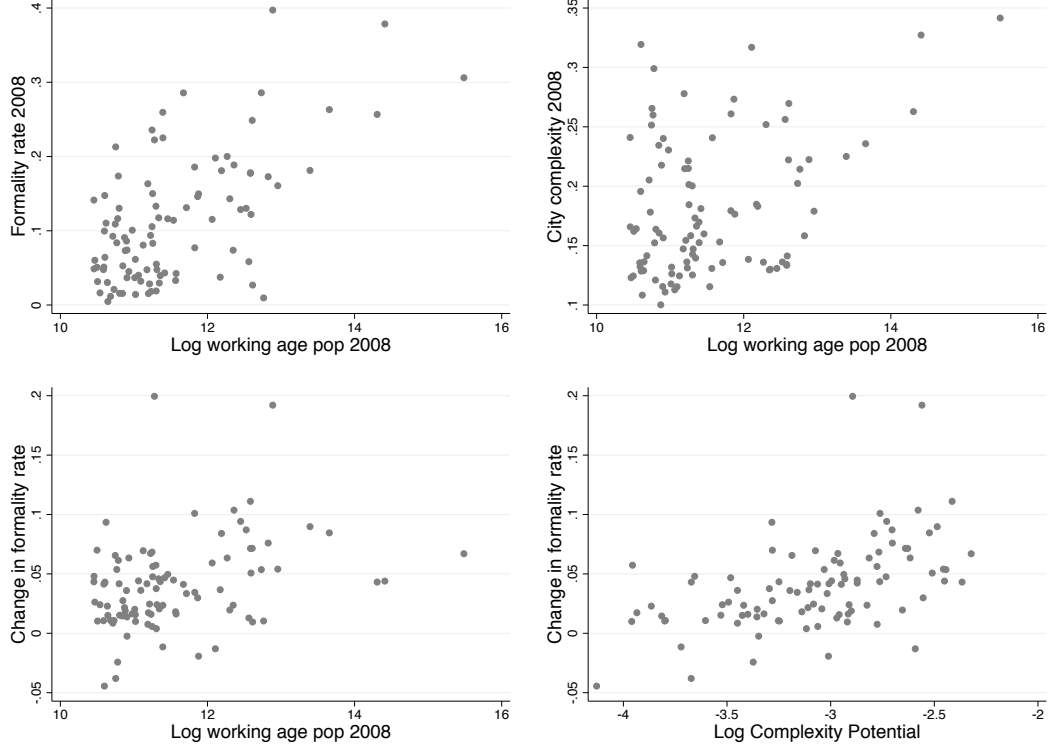 .4
.3
.2
.1
0
Formality rate 2008
10 12 14 16
Log working age pop 2008
.35
.3
.25
.2
.15
.1
City complexity 2008
10 12 14 16
Log working age pop 2008
.2
.15
.1
.05
0
-.05
Change in formality rate
10 12 14 16
Log working age pop 2008
.2
.15
.1
.05
0
-.05
Change in formality rate
-4 -3.5 -3 -2.5 -2
Log Complexity Potential